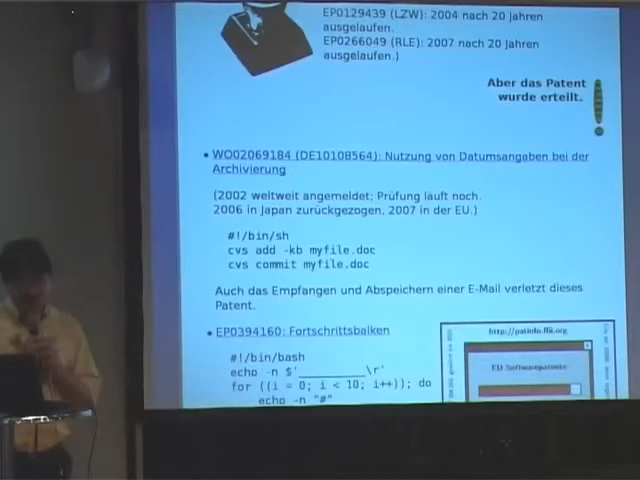 EP0129439 (LZW): 2004 nach 20 Jahren
ausgelaufen.
EP0266049 (RLE): 2007 nach 20 Jahren
ausgelaufen.)
Aber das Patent
wurde erteilt.
• WO02069184 (DE10108564): Nutzung von Datumsangaben bei der
Archivierung
(2002 weltweit angemeldet; Prüfung läuft noch.
2006 in Japan zurückgezogen, 2007 in der EU.)
#!/bin/sh
cvs add -kb myfile.doc
cvs commit myfile.doc
Auch das Empfangen und Abspeichern einer E-Mail verletzt dieses
Patent.
• EP0394160: Fortschrittsbalken
http://patinfo.ffii.org
#!/bin/bash
EU Softwarepatente
echo -n $'__________\r'
for ((i = 0; i < 10; i++)); do
echo -n "#"